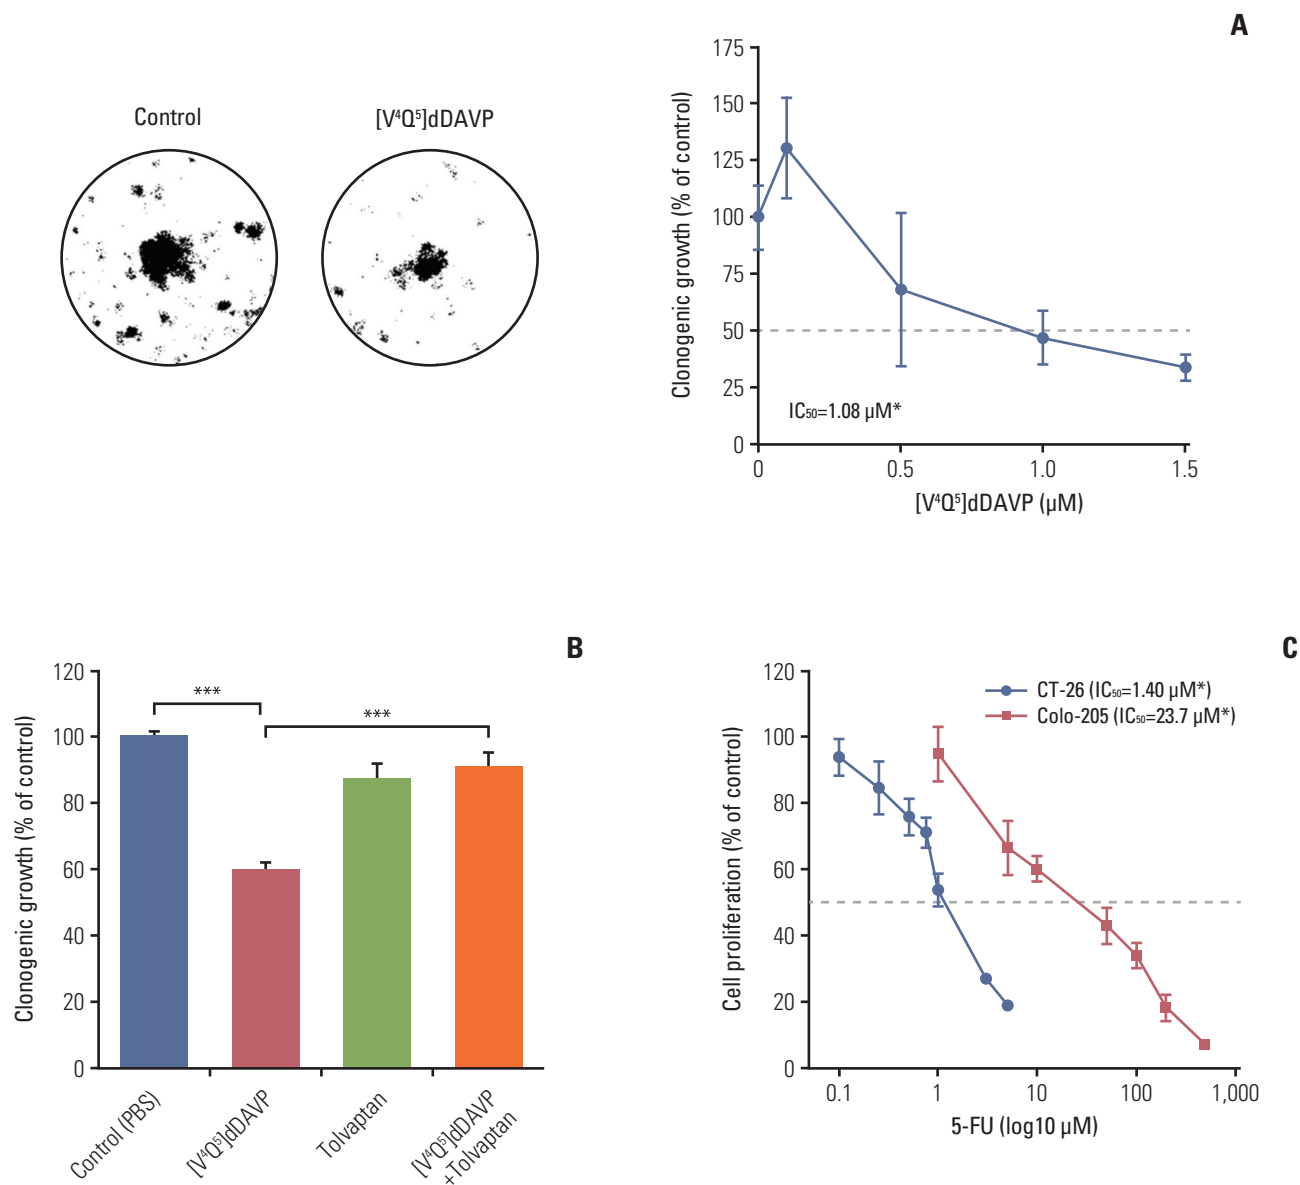 A
Control
[V⁴Q⁵]dDAVP
Clonogenic growth (% of control)
175
150
125
100
75
50
25
0
IC₅₀=1.08 µM*
0
0.5
1.0
1.5
[V⁴Q⁵]dDAVP (µM)
B
Clonogenic growth (% of control)
120
100
80
60
40
20
0
***
***
Control (PBS)
[V⁴Q⁵]dDAVP
Tolvaptan
[V⁴Q⁵]dDAVP
+Tolvaptan
C
Cell proliferation (% of control)
120
100
80
60
40
20
0
CT-26 (IC₅₀=1.40 µM*)
Colo-205 (IC₅₀=23.7 µM*)
0.1
1
10
100
1,000
5-FU (log10 µM)